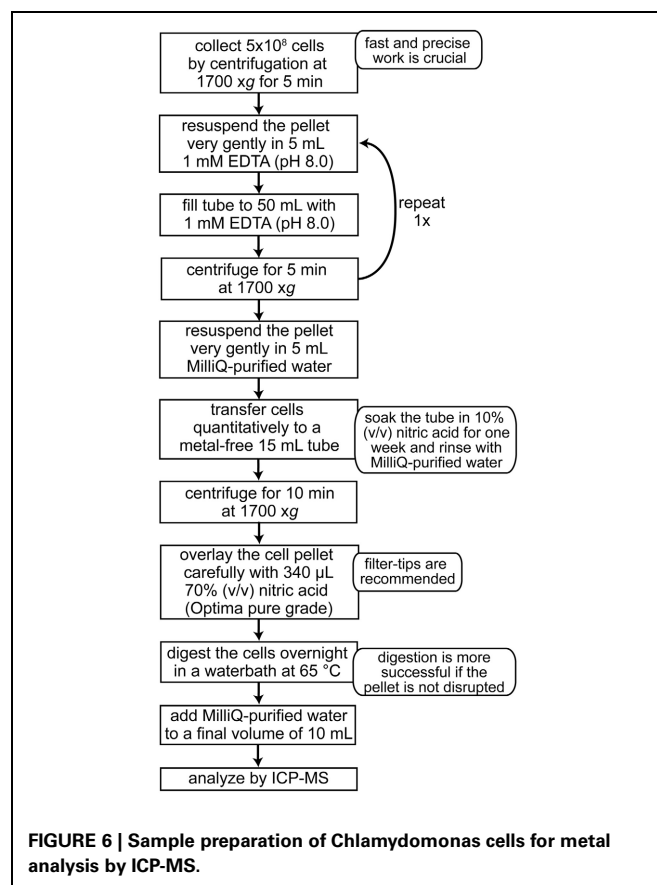 collect 5x10⁸ cells
by centrifugation at
1700 xg for 5 min
fast and precise
work is crucial
resuspend the pellet
very gently in 5 mL
1 mM EDTA (pH 8.0)
fill tube to 50 mL with
1 mM EDTA (pH 8.0)
repeat
1x
centrifuge for 5 min
at 1700 xg
resuspend the pellet
very gently in 5 mL
MilliQ-purified water
transfer cells
quantitatively to a
metal-free 15 mL tube
soak the tube in 10%
(v/v) nitric acid for one
week and rinse with
MilliQ-purified water
centrifuge for 10 min
at 1700 xg
overlay the cell pellet
carefully with 340 µL
70% (v/v) nitric acid
(Optima pure grade)
filter-tips are
recommended
digest the cells overnight
in a waterbath at 65 °C
digestion is more
successful if the
pellet is not disrupted
add MilliQ-purified water
to a final volume of 10 mL
analyze by ICP-MS
FIGURE 6 | Sample preparation of Chlamydomonas cells for metal
analysis by ICP-MS.